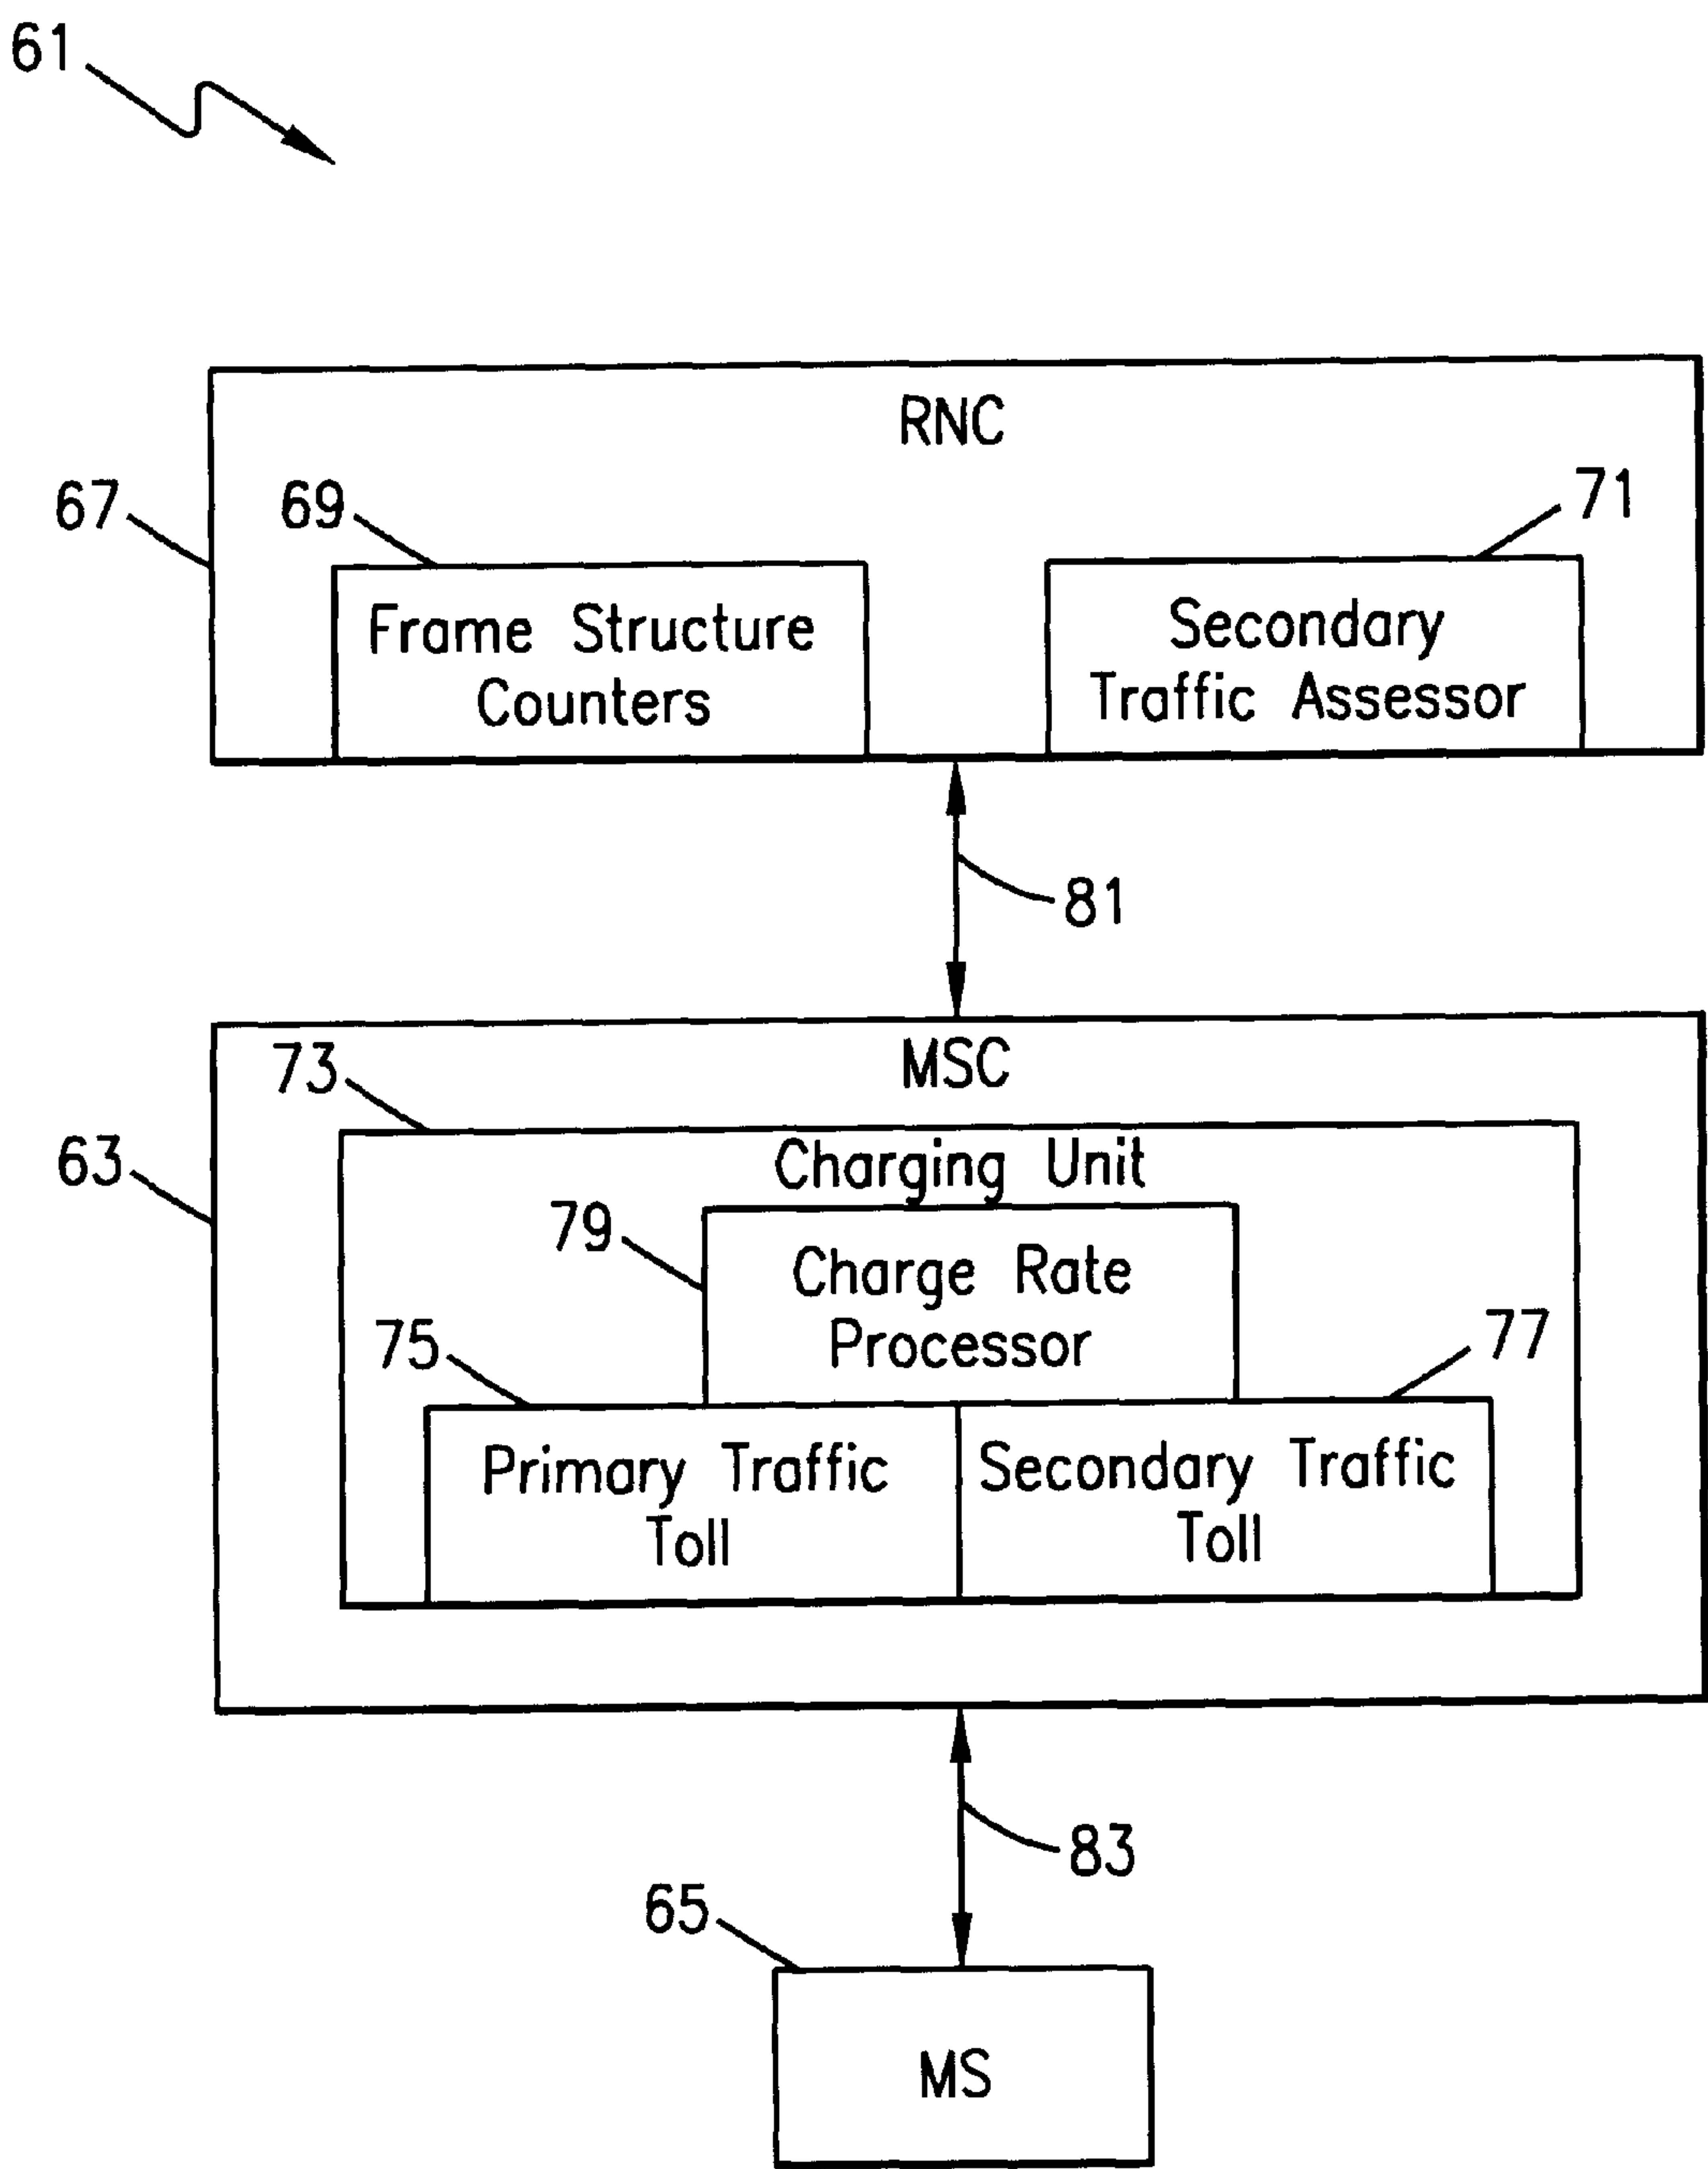 61
RNC
67
69
71
Frame Structure
Counters
Secondary
Traffic Assessor
81
MSC
73
63
Charging Unit
79
Charge Rate
Processor
75
77
Primary Traffic
Toll
Secondary Traffic
Toll
83
65
MS